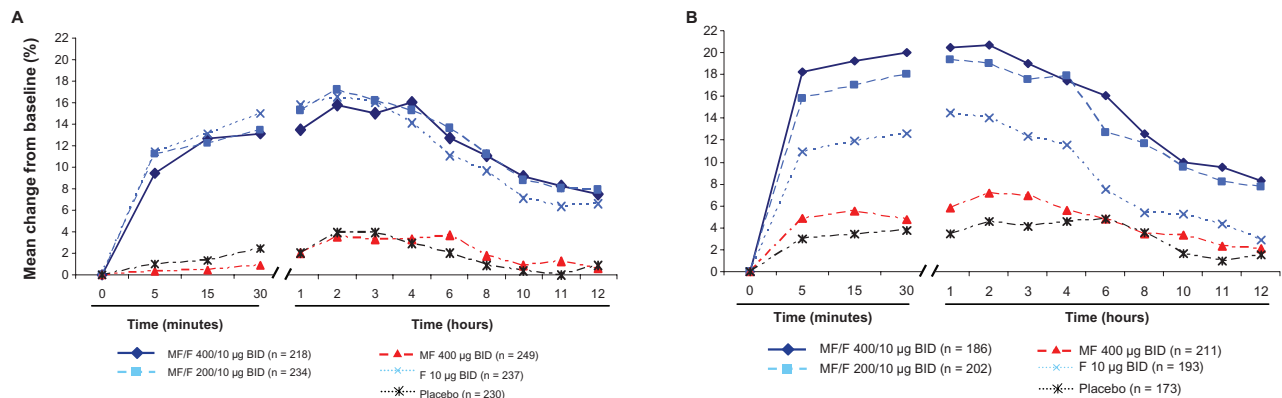 A
Mean change from baseline (%)
22
20
18
16
14
12
10
8
6
4
2
0
0 5 15 30 1 2 3 4 6 8 10 11 12
Time (minutes) Time (hours)
MF/F 400/10 µg BID (n = 218)
MF/F 200/10 µg BID (n = 234)
MF 400 µg BID (n = 249)
F 10 µg BID (n = 237)
Placebo (n = 230)
B
22
20
18
16
14
12
10
8
6
4
2
0
0 5 15 30 1 2 3 4 6 8 10 11 12
Time (minutes) Time (hours)
MF/F 400/10 µg BID (n = 186)
MF/F 200/10 µg BID (n = 202)
MF 400 µg BID (n = 211)
F 10 µg BID (n = 193)
Placebo (n = 173)